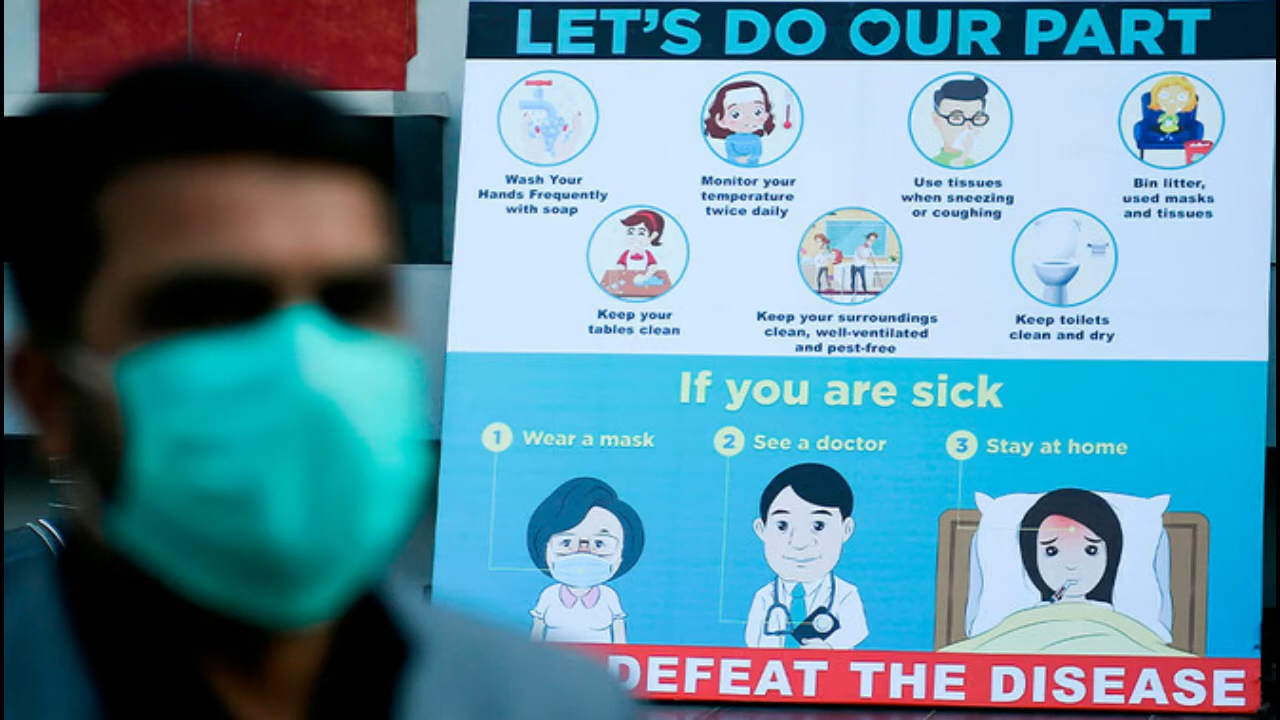 LET'S DO OUR PART
Wash Your
Hands Frequently
with soap
Monitor your
temperature
twice daily
Use tissues
when sneezing
or coughing
Bin litter,
used masks
and tissues
Keep your
tables clean
Keep your surroundings
clean, well-ventilated
and pest-free
Keep toilets
clean and dry
If you are sick
1 Wear a mask
2 See a doctor
3 Stay at home
DEFEAT THE DISEASE